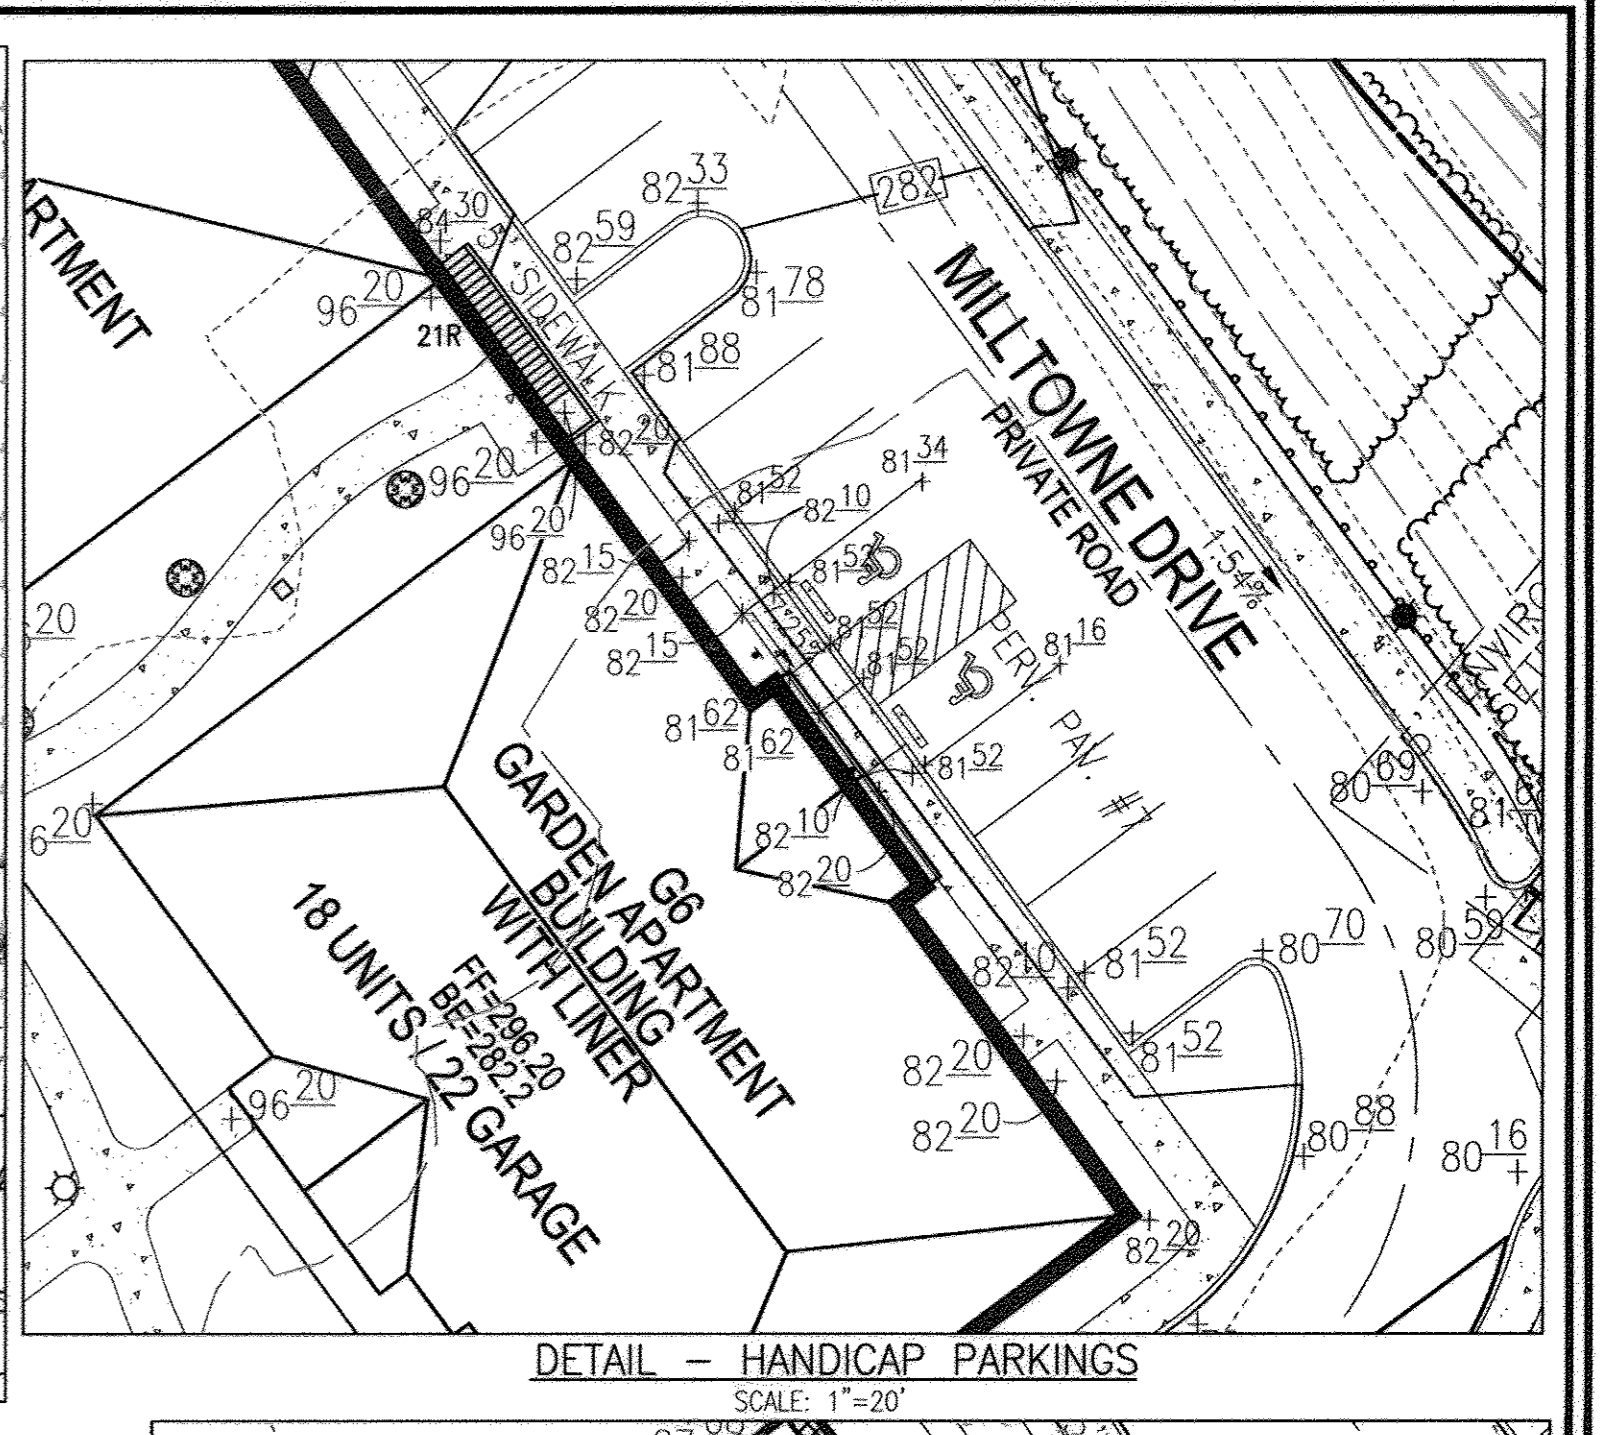 ARTMENT
84 30
5' SIDEWALK
82 33
82 59
282
81 78
81 88
96 20
21R
82 20
96 20
96 20
MILLTOWNE DRIVE
PRIVATE ROAD
1.54%
81 34
81 52
82 10
82 15
81 52
82 20
82 15
81 52
81 52
PERV. PAV. #7
81 16
81 62
81 62
81 52
82 10
82 20
20
6 20
80 69
80 59
G6
GARDEN APARTMENT
BUILDING
WITH LINER
18 UNITS / 22 GARAGE
FF=296.20
BE=282.2
96 20
82 10
81 52
80 70
81 52
82 20
82 20
80 88
80 16
82 20
DETAIL - HANDICAP PARKINGS
SCALE: 1"=20'